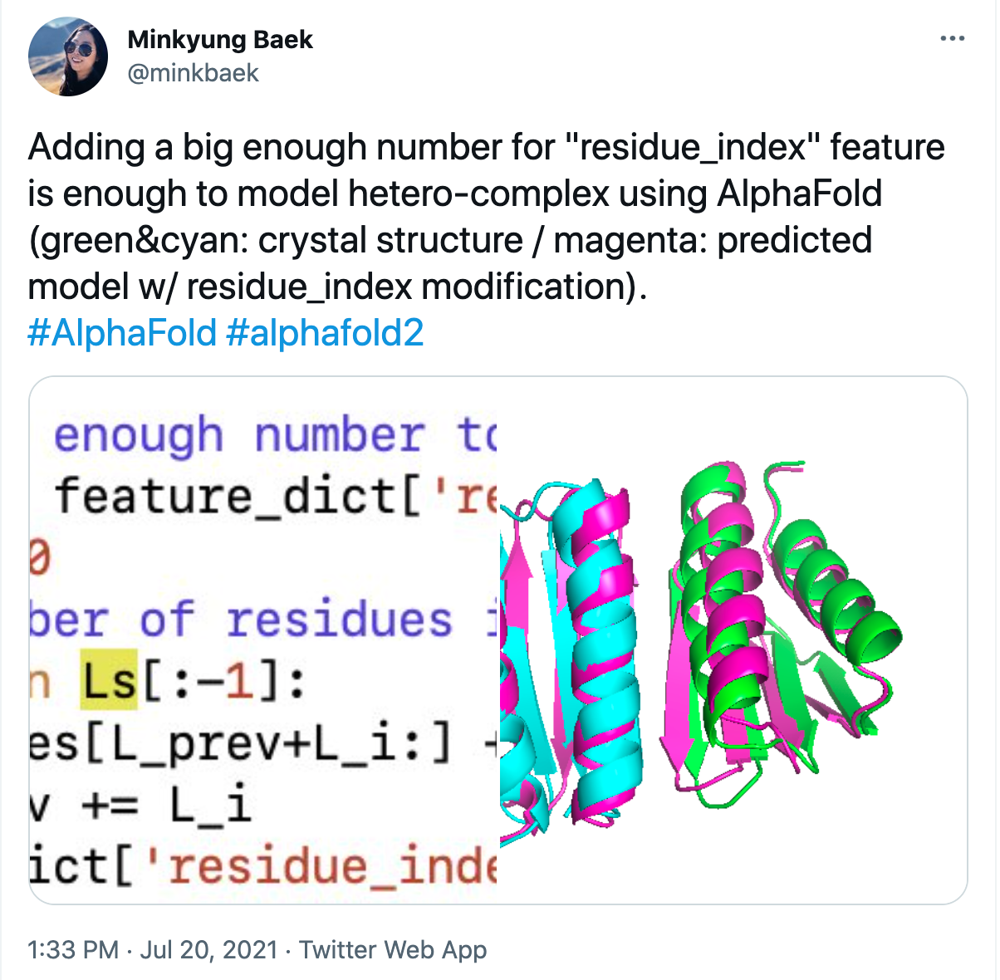 Minkyung Baek
@minkbaek
Adding a big enough number for "residue_index" feature
is enough to model hetero-complex using AlphaFold
(green&cyan: crystal structure / magenta: predicted
model w/ residue_index modification).
#AlphaFold #alphafold2
enough number to
feature_dict['re
0
ber of residues i
n Ls[:-1]:
es[L_prev+L_i:] +
v += L_i
ict['residue_inde
1:33 PM · Jul 20, 2021 · Twitter Web App